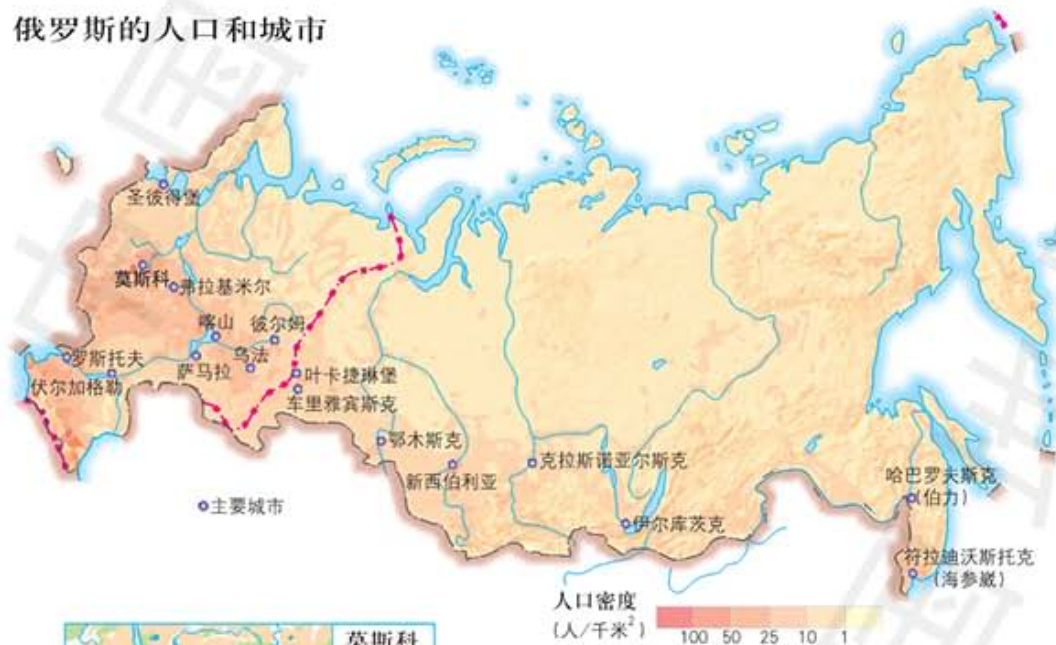 俄罗斯的人口和城市
圣彼得堡
莫斯科
弗拉基米尔
喀山
彼尔姆
罗斯托夫
萨马拉
乌法
叶卡捷琳堡
伏尔加格勒
车里雅宾斯克
鄂木斯克
新西伯利亚
克拉斯诺亚尔斯克
哈巴罗夫斯克
(伯力)
主要城市
伊尔库茨克
符拉迪沃斯托克
(海参崴)
人口密度
(人/千米²)
100 50 25 10 1
莫斯科